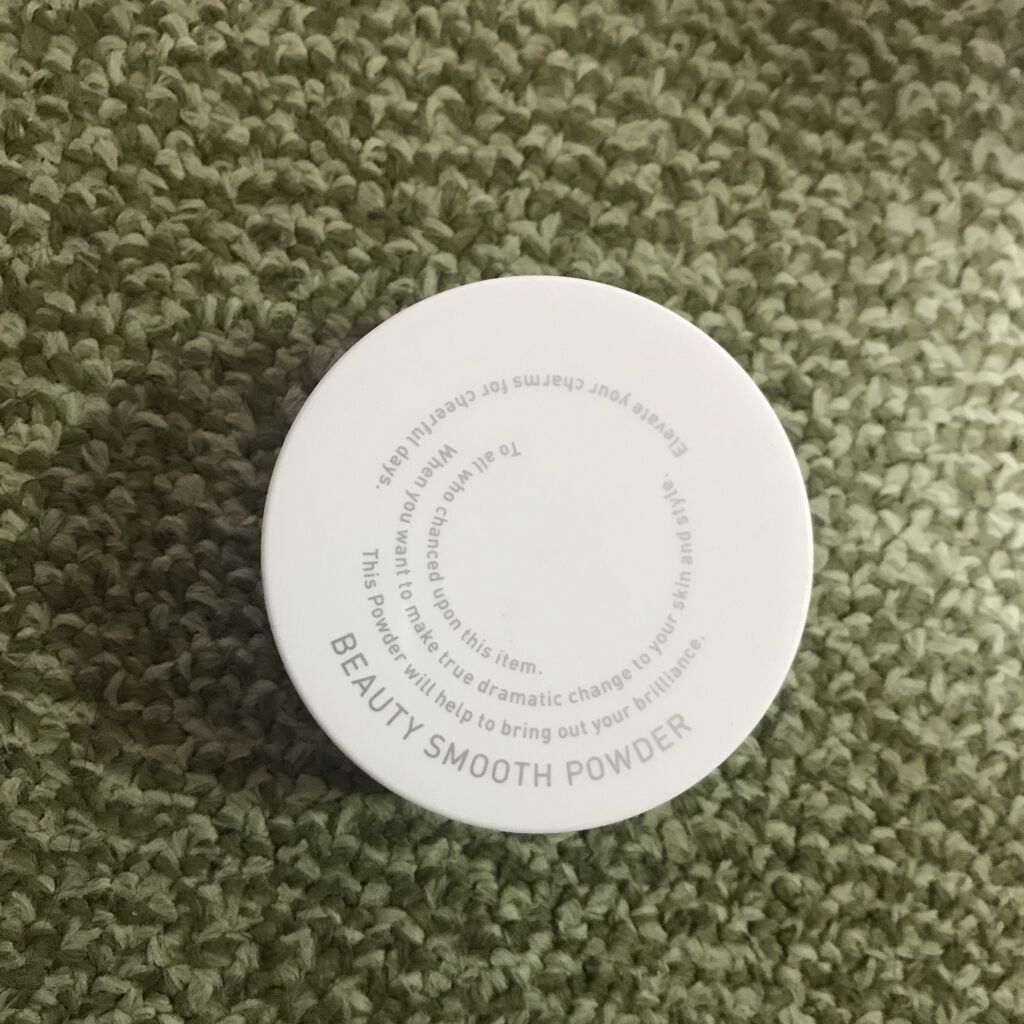 To all who chanced upon this item.
When you want to make true dramatic change to your skin and style.
Elevate your charms for cheerful days.
This Powder will help to bring out your brilliance.
BEAUTY SMOOTH POWDER